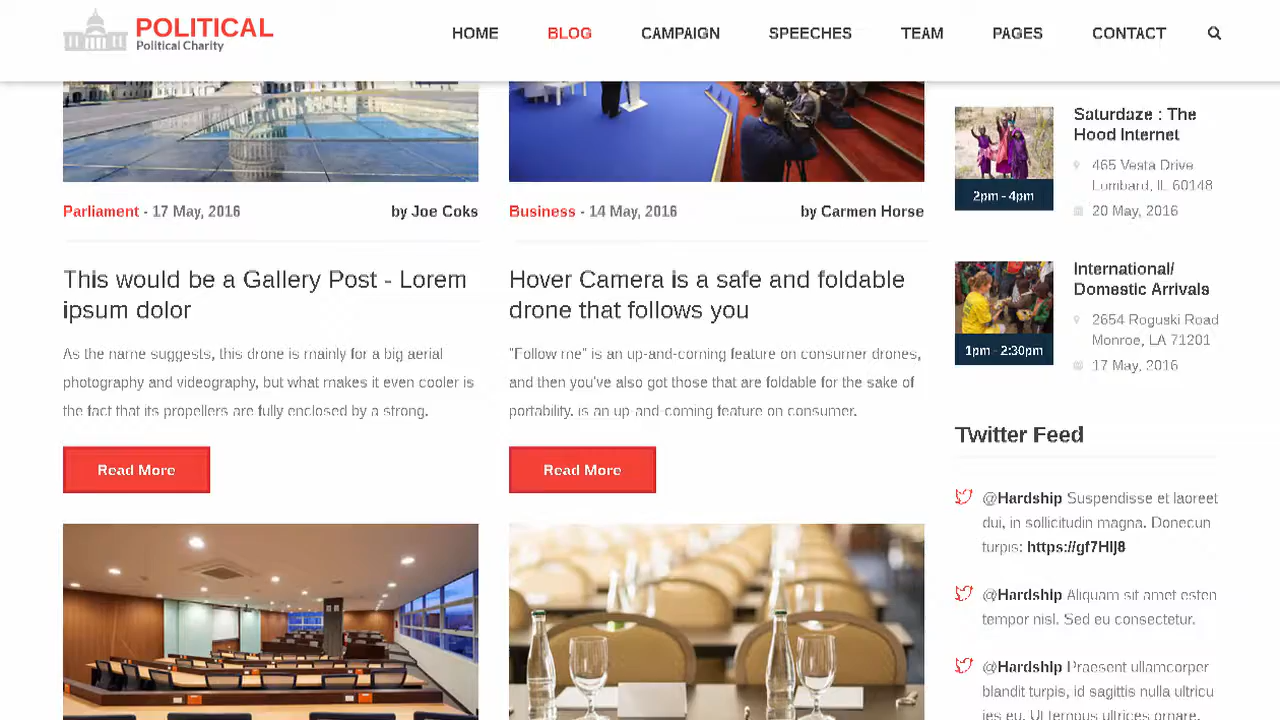 POLITICAL
Political Charity
HOME BLOG CAMPAIGN SPEECHES TEAM PAGES CONTACT
Parliament - 17 May, 2016 by Joe Coks
This would be a Gallery Post - Lorem
ipsum dolor
As the name suggests, this drone is mainly for a big aerial
photography and videography, but what makes it even cooler is
the fact that its propellers are fully enclosed by a strong.
Read More
Business - 14 May, 2016 by Carmen Horse
Hover Camera is a safe and foldable
drone that follows you
"Follow me" is an up-and-coming feature on consumer drones,
and then you've also got those that are foldable for the sake of
portability. is an up-and-coming feature on consumer.
Read More
2pm - 4pm
Saturdaze : The
Hood Internet
465 Vesta Drive
Lumbard, IL 60148
20 May, 2016
1pm - 2:30pm
International/
Domestic Arrivals
2654 Roguski Road
Monroe, LA 71201
17 May, 2016
Twitter Feed
@Hardship Suspendisse et laoreet
dui, in sollicitudin magna. Donecun
turpis: https://gf7HIJ8
@Hardship Aliquam sit amet esten
tempor nisl. Sed eu consectetur.
@Hardship Praesent ullamcorper
blandit turpis, id sagittis nulla ultricu
ies eu. Ut tempus ultrices ornare.